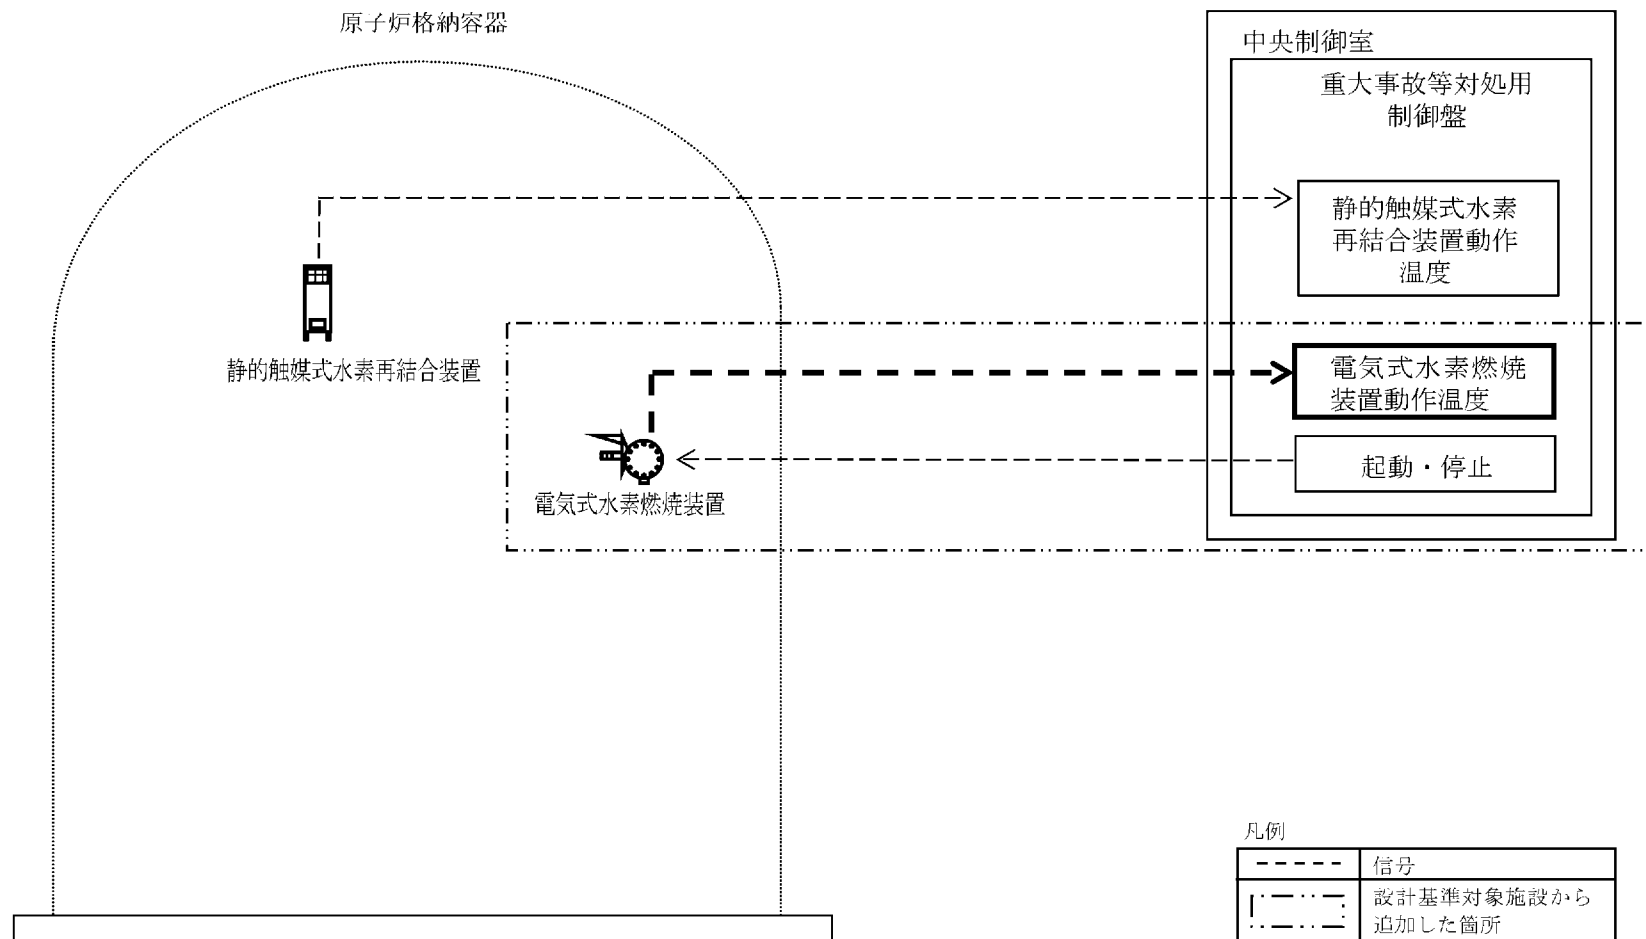 原子炉格納容器
中央制御室
重大事故等対処用
制御盤
静的触媒式水素
再結合装置動作
温度
静的触媒式水素再結合装置
電気式水素燃焼
装置動作温度
起動・停止
電気式水素燃焼装置
凡例
信号
設計基準対象施設から
追加した箇所